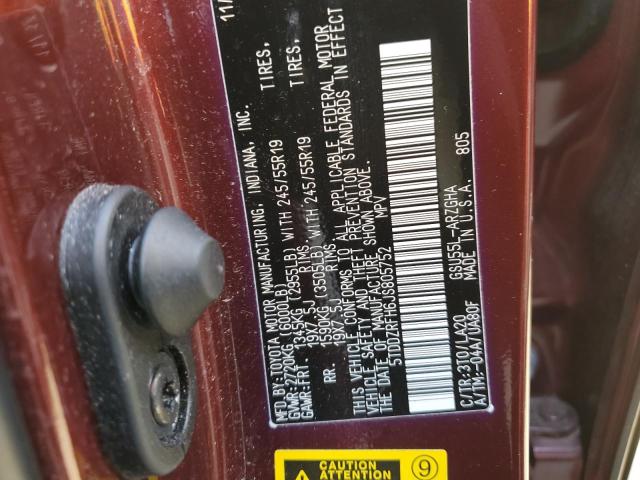 MFD. BY: TOYOTA MOTOR MANUFACTURING, INDIANA, INC. 11/
GVWR: 2720KG (6000LB)
GAWR: FRT. 1345KG (2955LB) WITH 245/55R19 TIRES,
19X7.5J RIMS,
RR. 1590KG (3505LB) WITH 245/55R19 TIRES,
19X7.5J RIMS
THIS VEHICLE CONFORMS TO ALL APPLICABLE FEDERAL MOTOR
VEHICLE SAFETY AND THEFT PREVENTION STANDARDS IN EFFECT
ON THE DATE OF MANUFACTURE SHOWN ABOVE.
5TDDZRFH6JS805752 MPV
C/TR: 3T0/LA20 GSU55L-ARZGHA
A/TM: -04A/UA80F MADE IN U.S.A. 805
CAUTION
ATTENTION
9